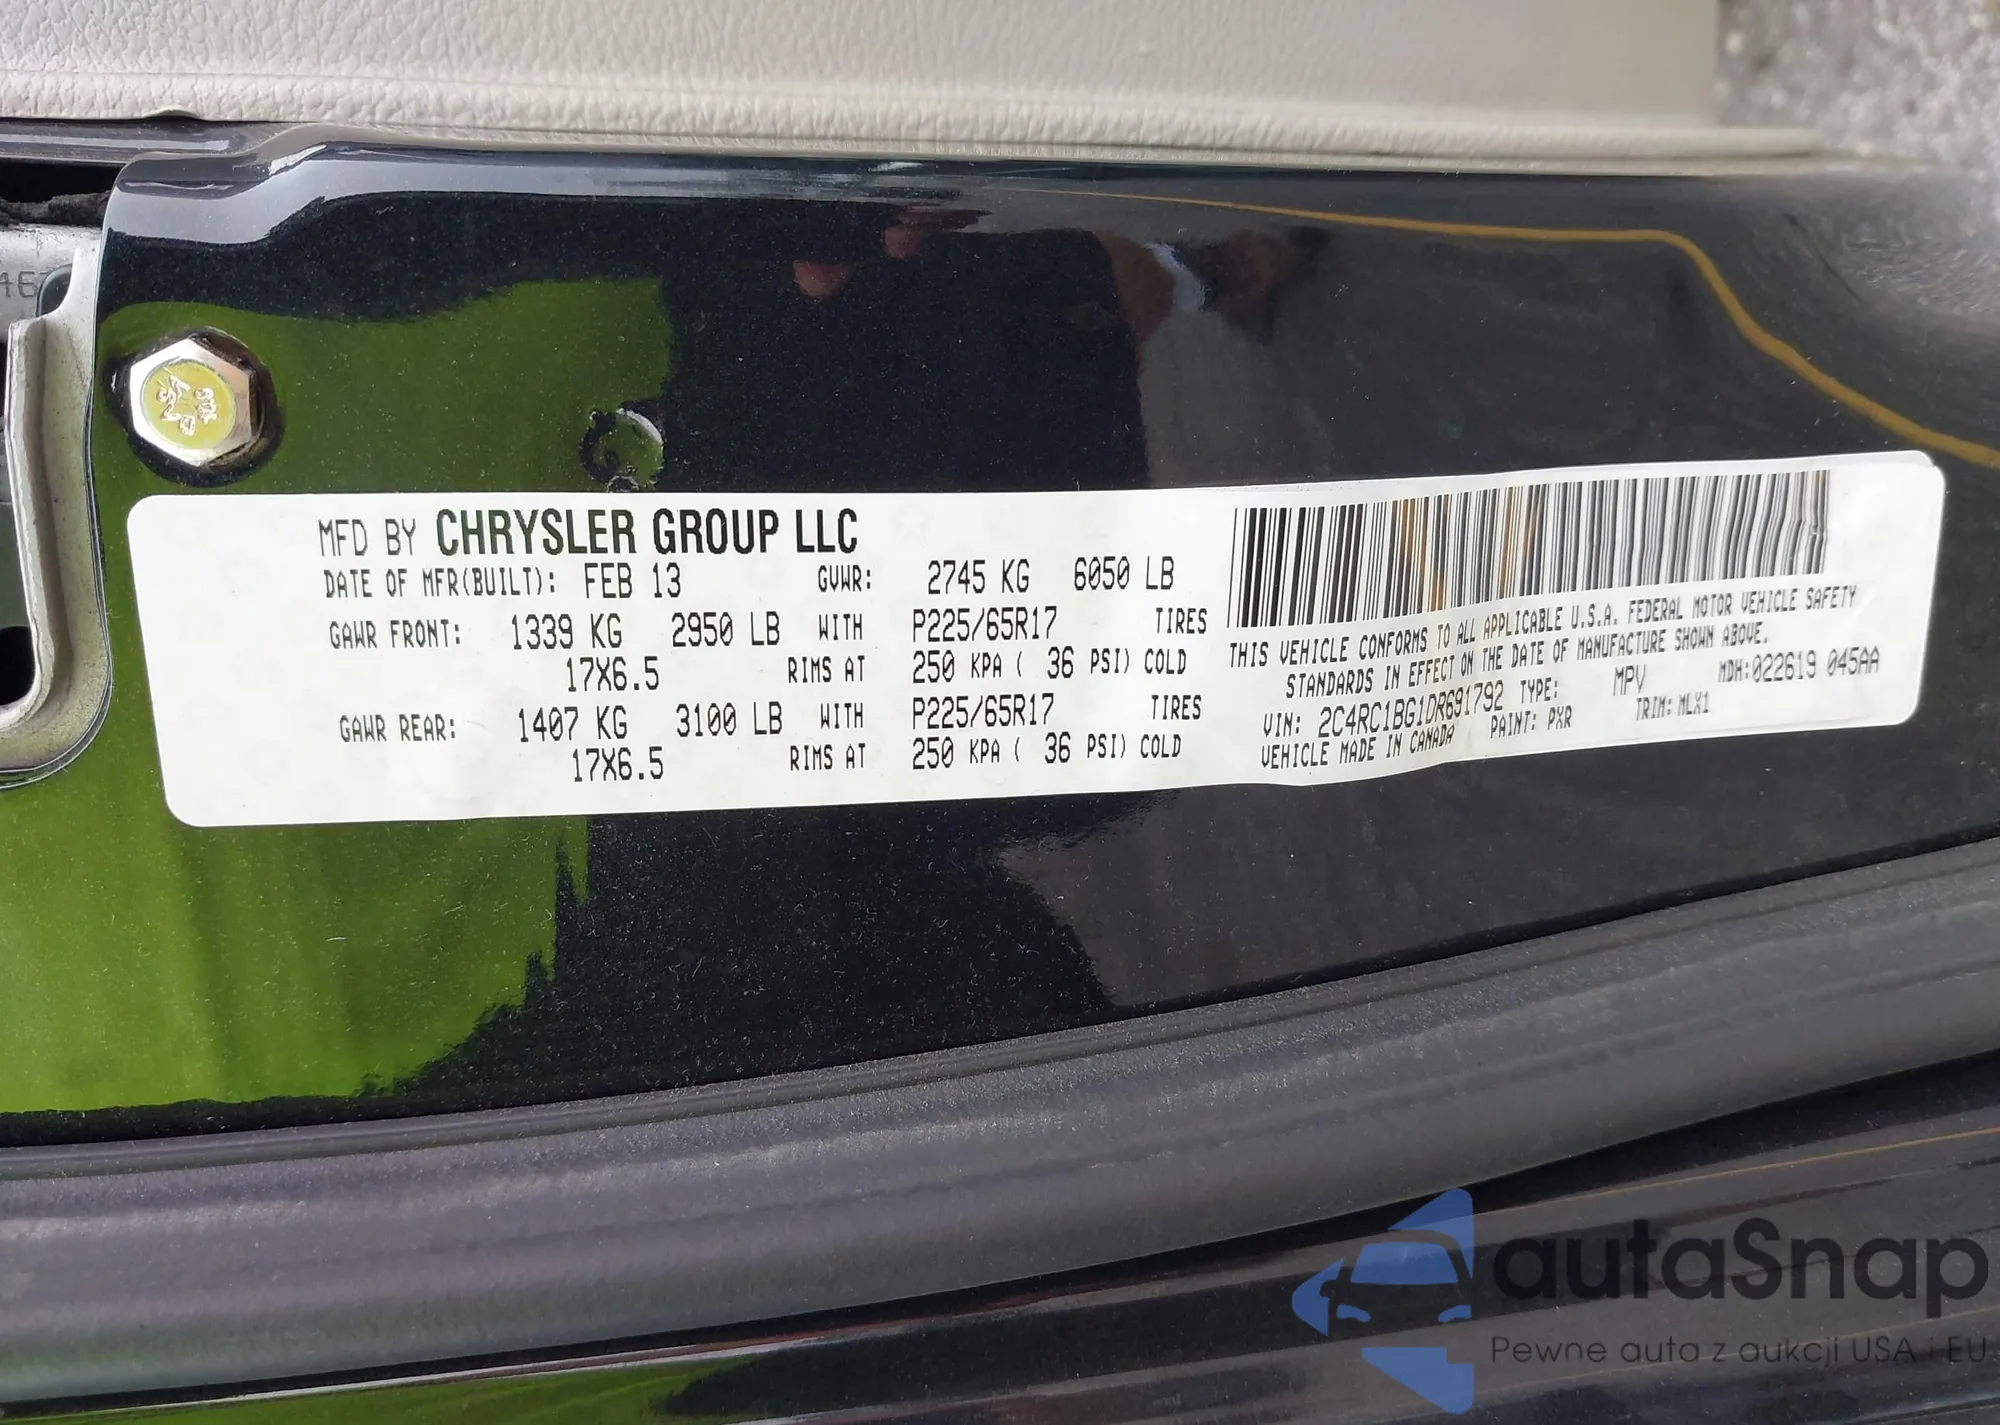 MFD BY CHRYSLER GROUP LLC
DATE OF MFR(BUILT): FEB 13 GVWR: 2745 KG 6050 LB
GAWR FRONT: 1339 KG 2950 LB WITH P225/65R17 TIRES
17X6.5 RIMS AT 250 KPA ( 36 PSI) COLD
GAWR REAR: 1407 KG 3100 LB WITH P225/65R17 TIRES
17X6.5 RIMS AT 250 KPA ( 36 PSI) COLD
THIS VEHICLE CONFORMS TO ALL APPLICABLE U.S.A. FEDERAL MOTOR VEHICLE SAFETY
STANDARDS IN EFFECT ON THE DATE OF MANUFACTURE SHOWN ABOVE.
VIN: 2C4RC1BG1DR691792 TYPE: MPV MDH:022619 045AA
VEHICLE MADE IN CANADA PAINT: PXR TRIM: MLX1
autaSnap
Pewne auta z aukcji USA i EU